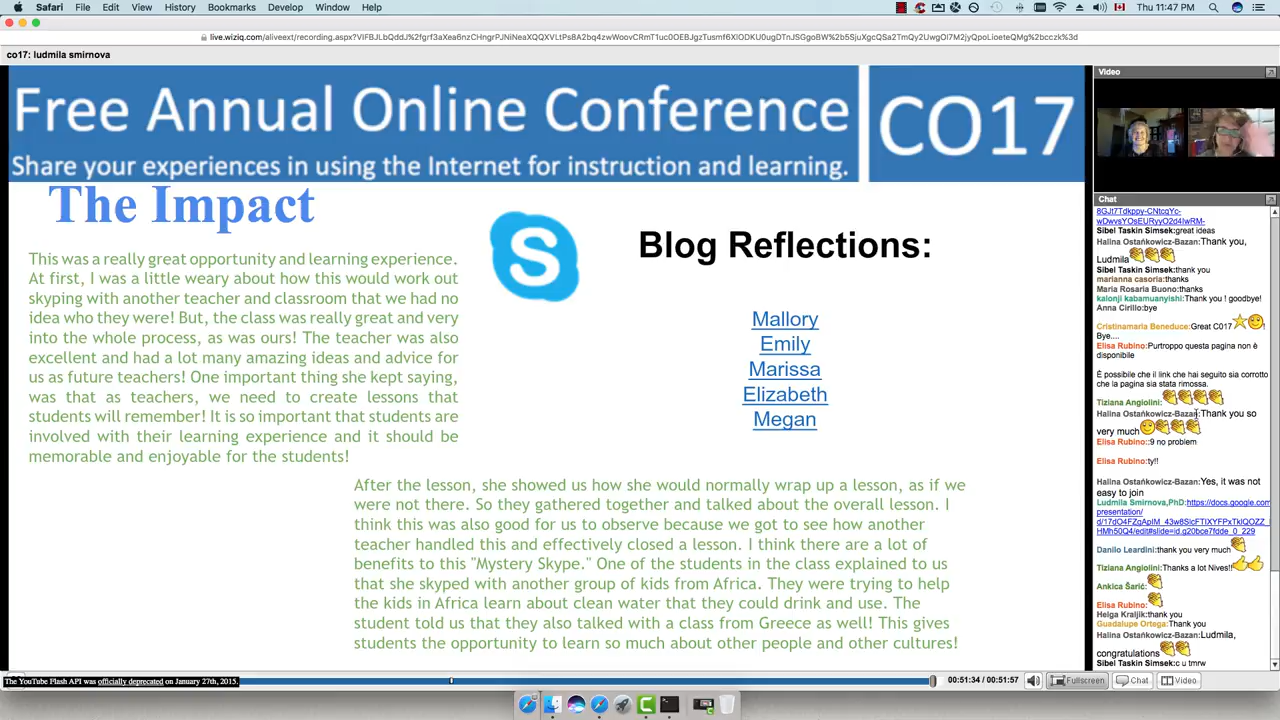 Safari File Edit View History Bookmarks Develop Window Help
Thu 11:47 PM
co17: ludmila smirnova
Free Annual Online Conference
CO17
Share your experiences in using the Internet for instruction and learning.
The Impact
This was a really great opportunity and learning experience.
At first, I was a little weary about how this would work out
skyping with another teacher and classroom that we had no
idea who they were! But, the class was really great and very
into the whole process, as was ours! The teacher was also
excellent and had a lot many amazing ideas and advice for
us as future teachers! One important thing she kept saying,
was that as teachers, we need to create lessons that
students will remember! It is so important that students are
involved with their learning experience and it should be
memorable and enjoyable for the students!
S
Blog Reflections:
Mallory
Emily
Marissa
Elizabeth
Megan
After the lesson, she showed us how she would normally wrap up a lesson, as if we
were not there. So they gathered together and talked about the overall lesson. I
think this was also good for us to observe because we got to see how another
teacher handled this and effectively closed a lesson. I think there are a lot of
benefits to this "Mystery Skype." One of the students in the class explained to us
that she skyped with another group of kids from Africa. They were trying to help
the kids in Africa learn about clean water that they could drink and use. The
student told us that they also talked with a class from Greece as well! This gives
students the opportunity to learn so much about other people and other cultures!
Video
Chat
Sibel Taskin Simsek:great ideas
Halina Ostańkowicz-Bazan:Thank you,
Ludmila
Sibel Taskin Simsek:thank you
marianna casoria:thanks
Maria Rosaria Buono:thanks
kalonji kabamuanyishi:Thank you ! goodbye!
Anna Cirillo:bye
Cristinamaria Beneduce:Great C017 !
Bye....
Elisa Rubino:Purtroppo questa pagina non è
disponibile
È possibile che il link che hai seguito sia corrotto
che la pagina sia stata rimossa.
Tiziana Angiolini:
Halina Ostańkowicz-Bazan:Thank you so
very much
Elisa Rubino::9 no problem
Elisa Rubino:ty!!
Halina Ostańkowicz-Bazan:Yes, it was not
easy to join
Ludmila Smirnova,PhD:https://docs.google.com
presentation/
Danilo Leardini:thank you very much
Tiziana Angiolini:Thanks a lot Nives!!
Ankica Šarić:
Elisa Rubino:
Helga Kraljik:thank you
Guadalupe Ortega:Thank you
Halina Ostańkowicz-Bazan:Ludmila,
congratulations
Sibel Taskin Simsek:c u tmrw
The YouTube Flash API was officially deprecated on January 27th, 2015.
00:51:34 / 00:51:57
Fullscreen Chat Video